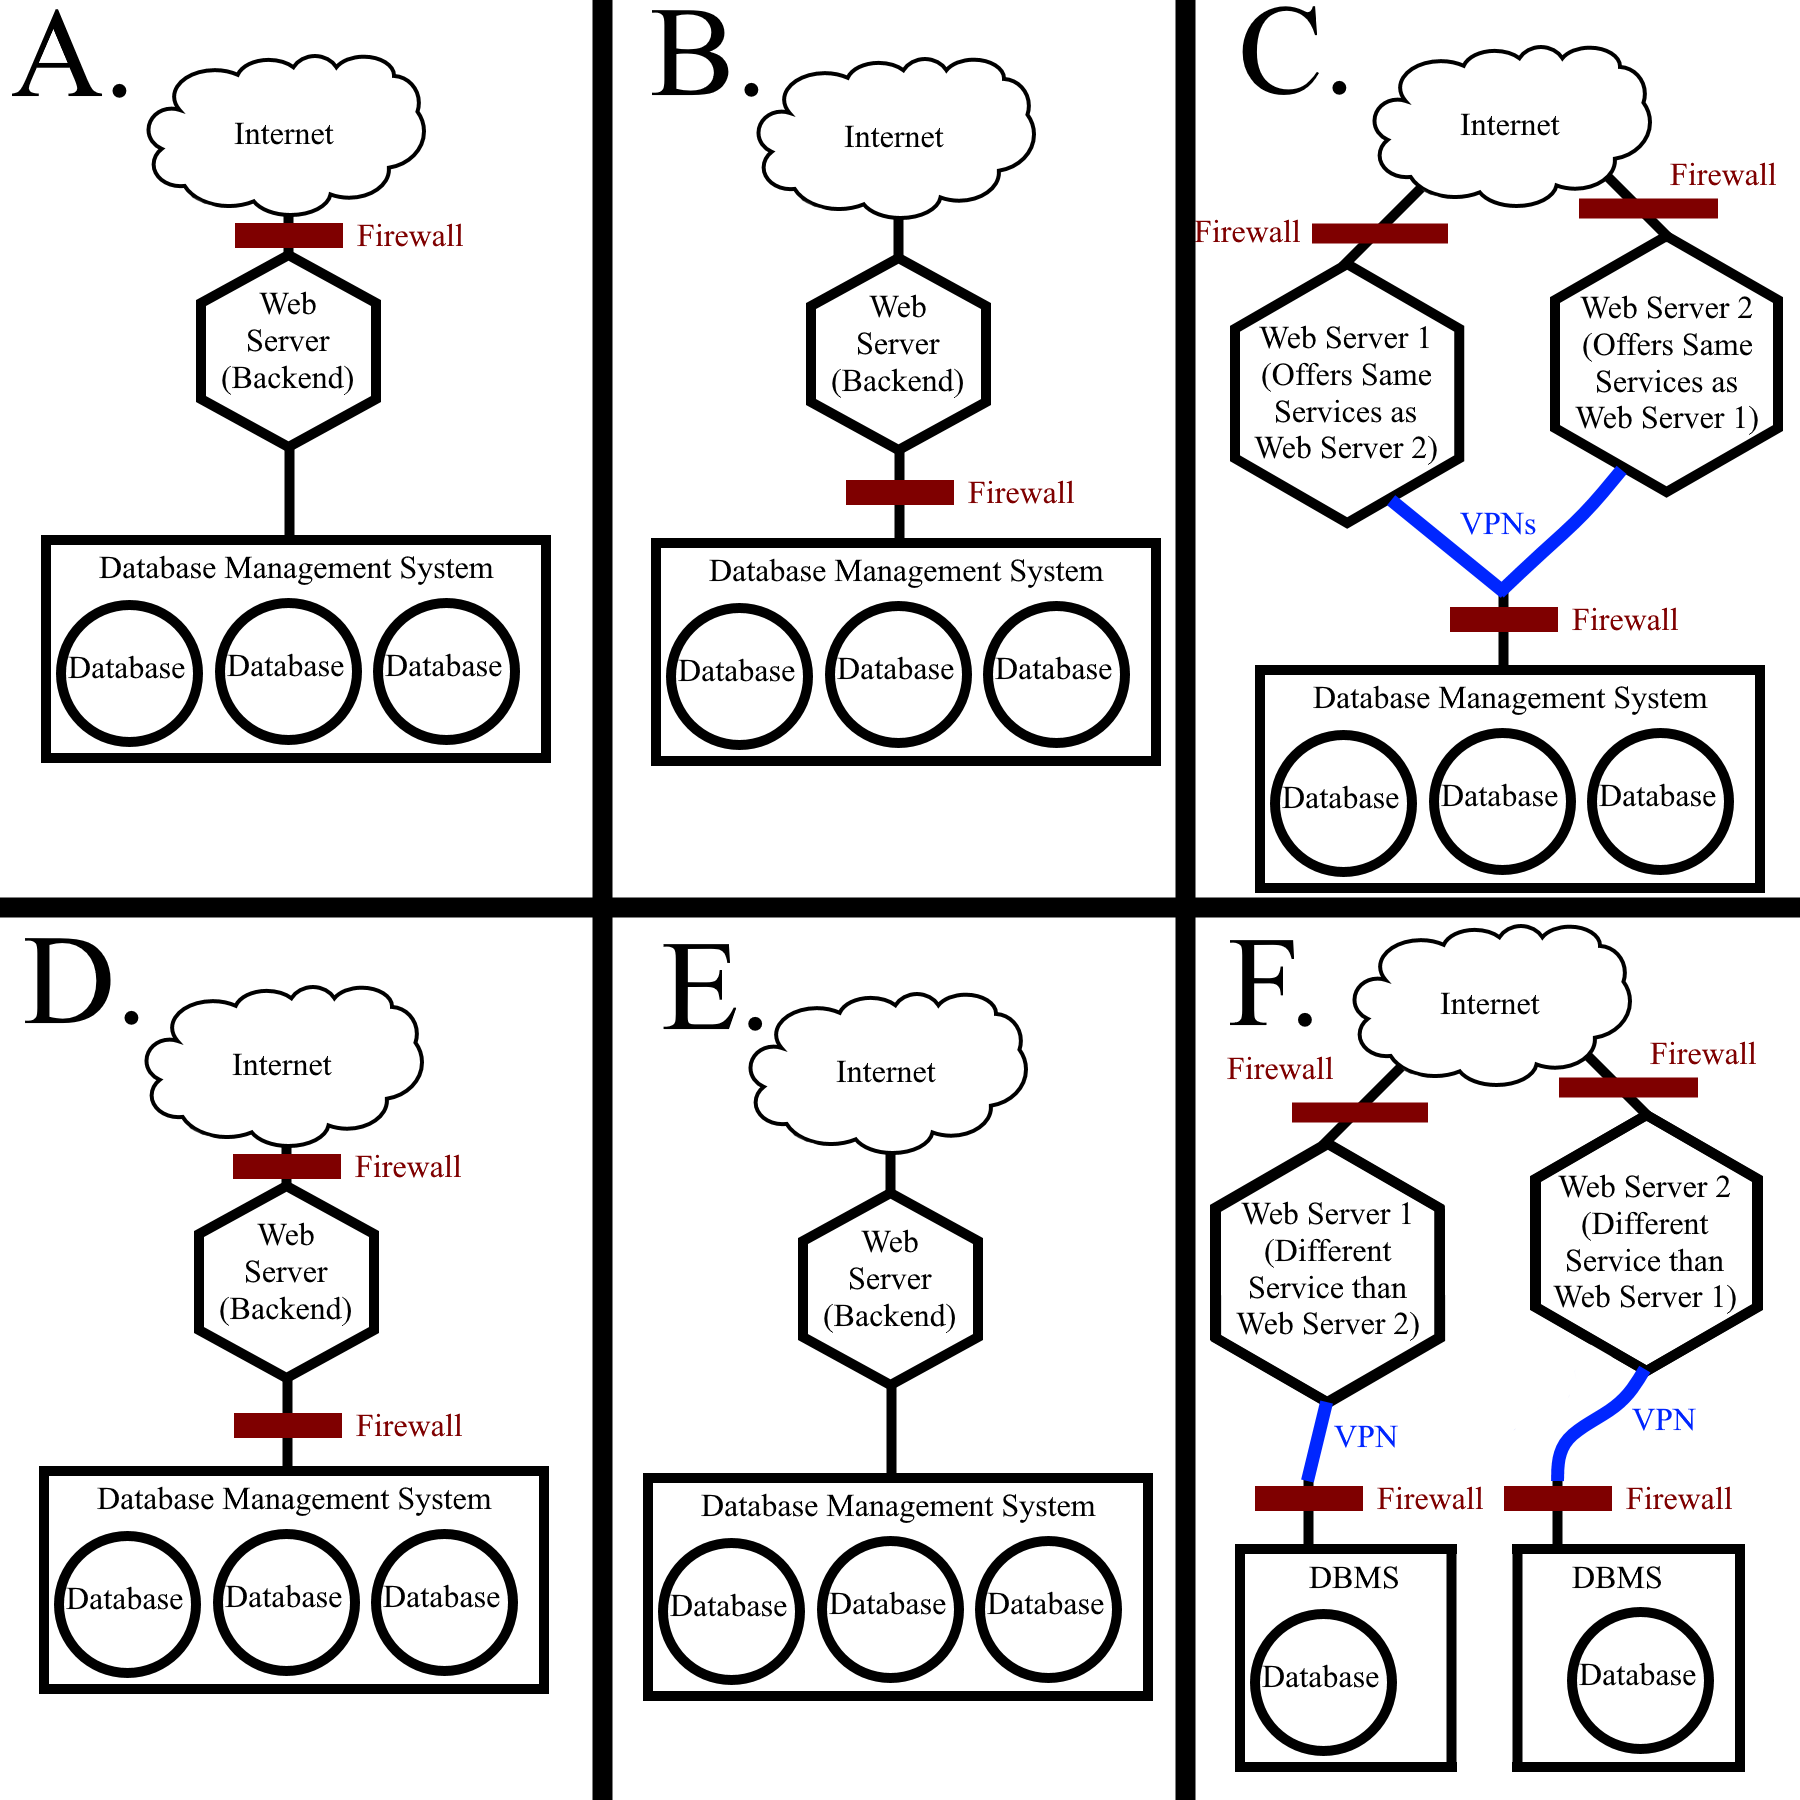 A.
Internet
Firewall
Web
Server
(Backend)
Database Management System
Database
Database
Database
B.
Internet
Web
Server
(Backend)
Firewall
Database Management System
Database
Database
Database
C.
Internet
Firewall
Firewall
Web Server 1
(Offers Same
Services as
Web Server 2)
Web Server 2
(Offers Same
Services as
Web Server 1)
VPNs
Firewall
Database Management System
Database
Database
Database
D.
Internet
Firewall
Web
Server
(Backend)
Firewall
Database Management System
Database
Database
Database
E.
Internet
Web
Server
(Backend)
Database Management System
Database
Database
Database
F.
Internet
Firewall
Firewall
Web Server 1
(Different
Service than
Web Server 2)
Web Server 2
(Different
Service than
Web Server 1)
VPN
VPN
Firewall
Firewall
DBMS
Database
DBMS
Database